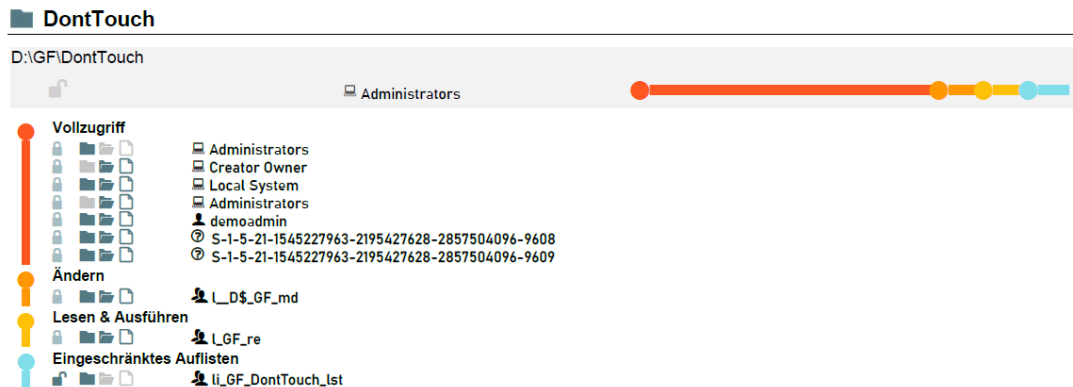 DontTouch
D:\GF\DontTouch
Administrators
Vollzugriff
Administrators
Creator Owner
Local System
Administrators
demoadmin
S-1-5-21-1545227963-2195427628-2857504096-9608
S-1-5-21-1545227963-2195427628-2857504096-9609
Ändern
l__D$_GF_md
Lesen & Ausführen
l_GF_re
Eingeschränktes Auflisten
li_GF_DontTouch_lst